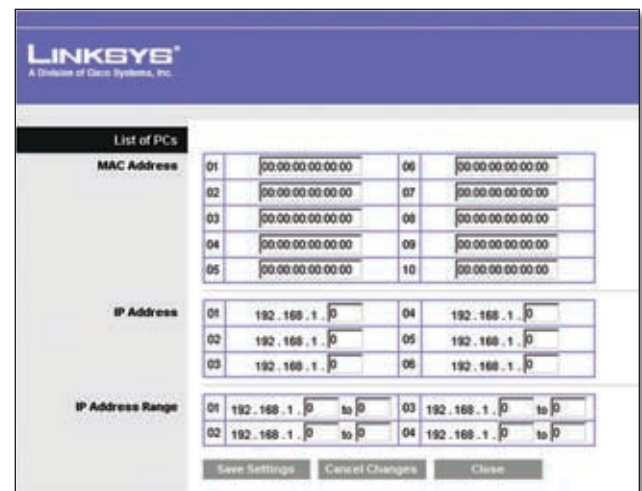 LINKSYS®
A Division of Cisco Systems, Inc.
List of PCs
MAC Address
01 00:00:00:00:00:00 06 00:00:00:00:00:00
02 00:00:00:00:00:00 07 00:00:00:00:00:00
03 00:00:00:00:00:00 08 00:00:00:00:00:00
04 00:00:00:00:00:00 09 00:00:00:00:00:00
05 00:00:00:00:00:00 10 00:00:00:00:00:00
IP Address
01 192.168.1.0 04 192.168.1.0
02 192.168.1.0 05 192.168.1.0
03 192.168.1.0 06 192.168.1.0
IP Address Range
01 192.168.1.0 to 0 03 192.168.1.0 to 0
02 192.168.1.0 to 0 04 192.168.1.0 to 0
Save Settings Cancel Changes Close